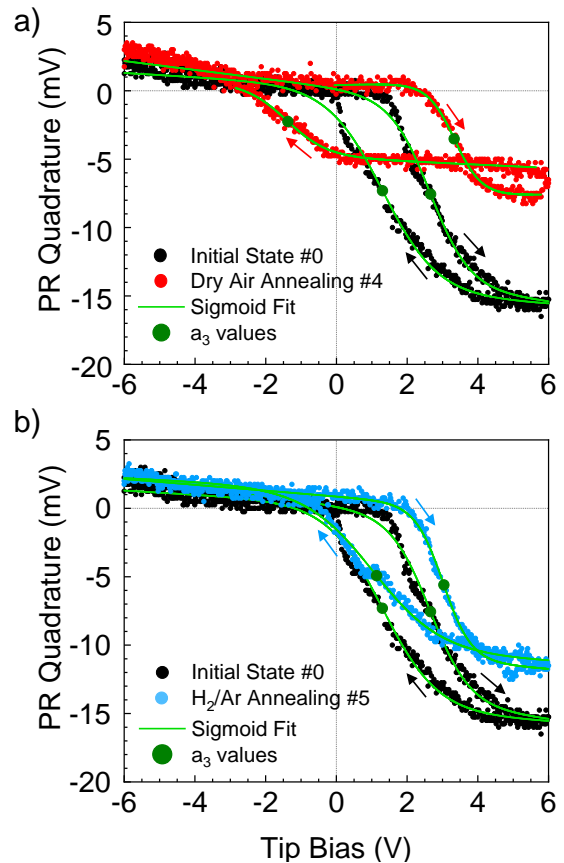 a)
5
0
-5
-10
-15
-20
PR Quadrature (mV)
Initial State #0
Dry Air Annealing #4
Sigmoid Fit
a₃ values
-6 -4 -2 0 2 4 6
b)
5
0
-5
-10
-15
-20
PR Quadrature (mV)
Initial State #0
H₂/Ar Annealing #5
Sigmoid Fit
a₃ values
-6 -4 -2 0 2 4 6
Tip Bias (V)